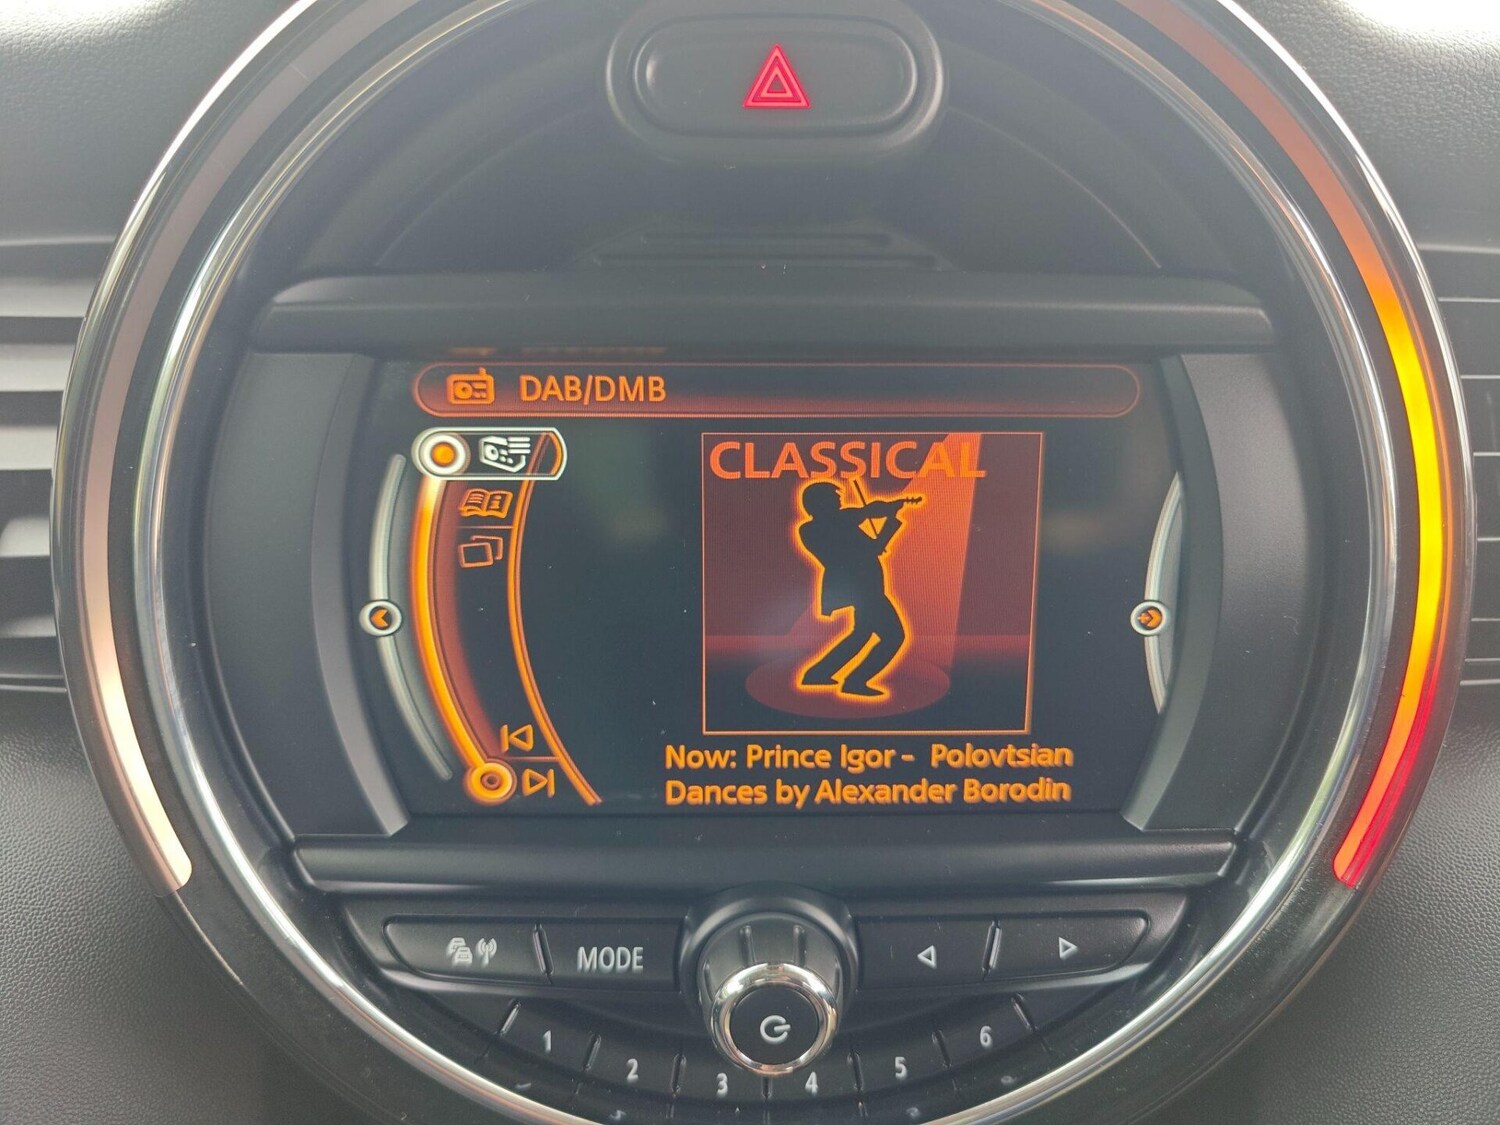 DAB/DMB
CLASSICAL
Now: Prince Igor - Polovtsian
Dances by Alexander Borodin
MODE
1
2
3
4
5
6